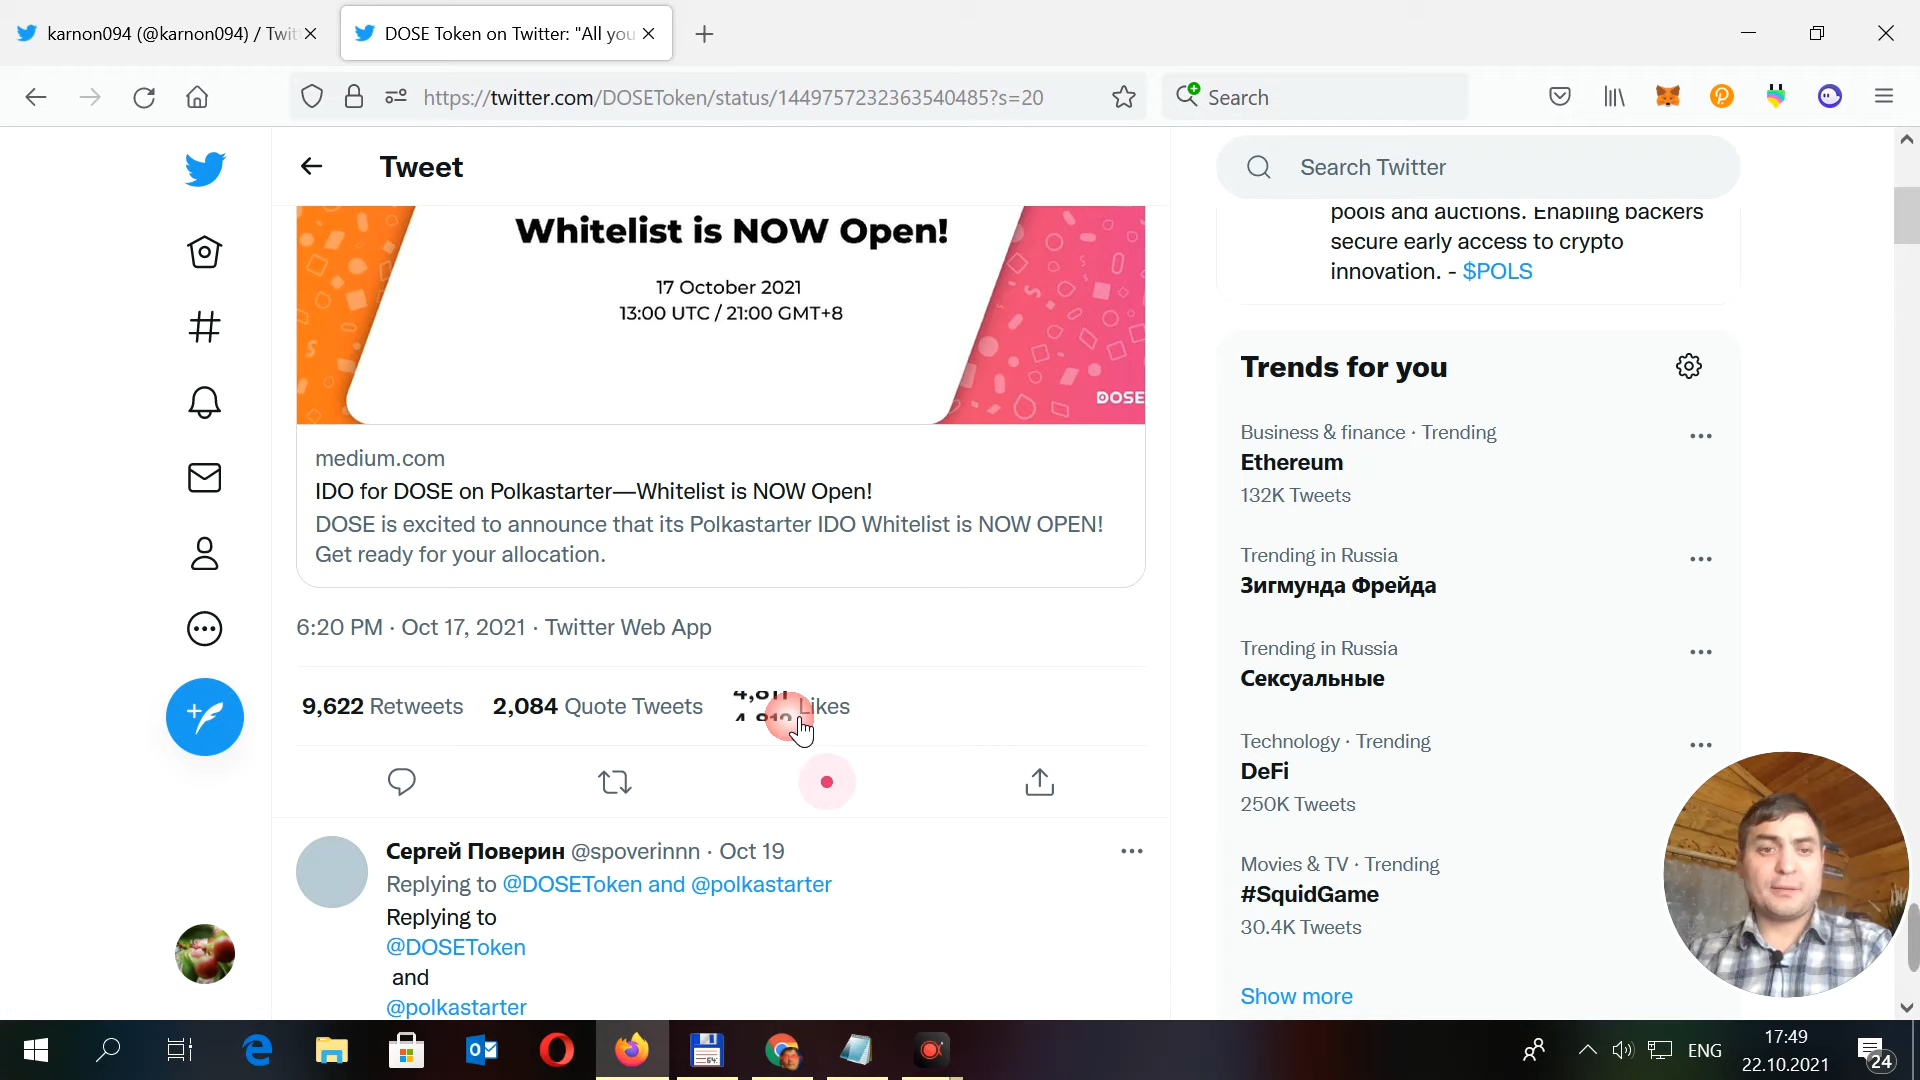 karnon094 (@karnon094) / Twit
DOSE Token on Twitter: "All you
https://twitter.com/DOSEToken/status/1449757232363540485?s=20
Search
Tweet
Search Twitter
Whitelist is NOW Open!
17 October 2021
13:00 UTC / 21:00 GMT+8
DOSE
medium.com
IDO for DOSE on Polkastarter—Whitelist is NOW Open!
DOSE is excited to announce that its Polkastarter IDO Whitelist is NOW OPEN!
Get ready for your allocation.
6:20 PM · Oct 17, 2021 · Twitter Web App
9,622 Retweets 2,084 Quote Tweets 4,811 4,812 Likes
Сергей Поверин @spoverinnn · Oct 19
Replying to @DOSEToken and @polkastarter
Replying to
@DOSEToken
and
@polkastarter
pools and auctions. Enabling backers
secure early access to crypto
innovation. - $POLS
Trends for you
Business & finance · Trending
Ethereum
132K Tweets
Trending in Russia
Зигмунда Фрейда
Trending in Russia
Сексуальные
Technology · Trending
DeFi
250K Tweets
Movies & TV · Trending
#SquidGame
30.4K Tweets
Show more
64
ENG
17:49
22.10.2021
24